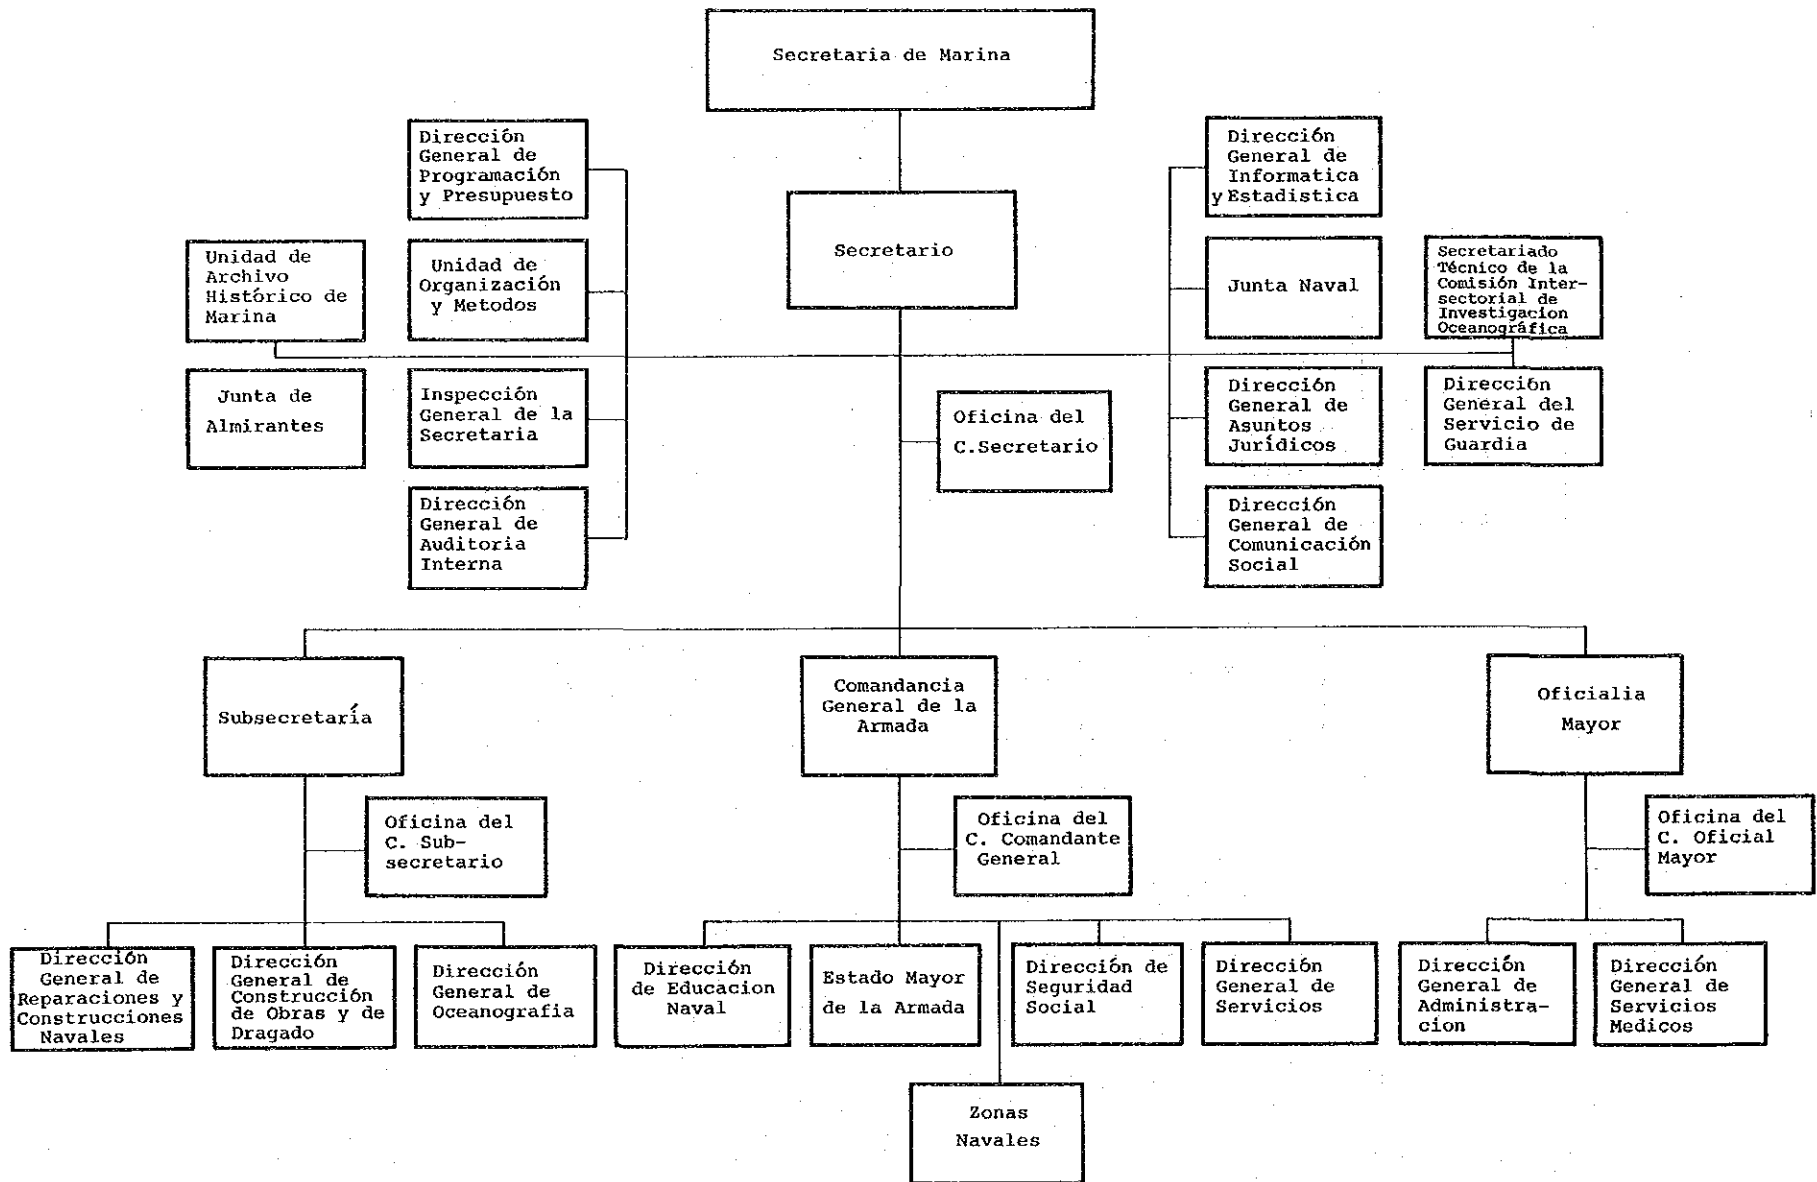 Secretaria de Marina
Dirección
General de
Programación
y Presupuesto
Dirección
General de
Informatica
y Estadistica
Secretario
Unidad de
Archivo
Histórico de
Marina
Unidad de
Organización
y Metodos
Junta Naval
Secretariado
Técnico de la
Comisión Inter-
sectorial de
Investigacion
Oceanográfica
Junta de
Almirantes
Inspección
General de la
Secretaria
Oficina del
C.Secretario
Dirección
General de
Asuntos
Jurídicos
Dirección
General del
Servicio de
Guardia
Dirección
General de
Auditoria
Interna
Dirección
General de
Comunicación
Social
Subsecretaría
Comandancia
General de la
Armada
Oficialia
Mayor
Oficina del
C. Sub-
secretario
Oficina del
C. Comandante
General
Oficina del
C. Oficial
Mayor
Dirección
General de
Reparaciones y
Construcciones
Navales
Dirección
General de
Construcción
de Obras y de
Dragado
Dirección
General de
Oceanografia
Dirección
de Educacion
Naval
Estado Mayor
de la Armada
Dirección de
Seguridad
Social
Dirección
General de
Servicios
Dirección
General de
Administra-
cion
Dirección
General de
Servicios
Medicos
Zonas
Navales